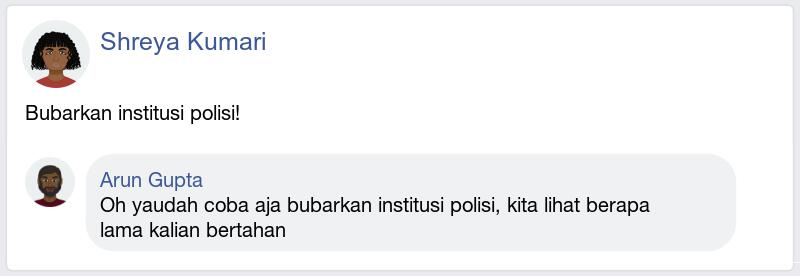 Shreya Kumari
Bubarkan institusi polisi!
Arun Gupta
Oh yaudah coba aja bubarkan institusi polisi, kita lihat berapa
lama kalian bertahan